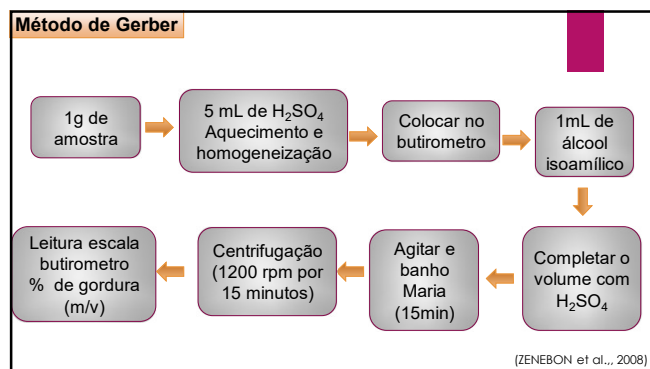 Método de Gerber
1g de
amostra
5 mL de H₂SO₄
Aquecimento e
homogeneização
Colocar no
butirometro
1mL de
álcool
isoamílico
Completar o
volume com
H₂SO₄
Agitar e
banho
Maria
(15min)
Centrifugação
(1200 rpm por
15 minutos)
Leitura escala
butirometro
% de gordura
(m/v)
(ZENEBON et al.,, 2008)